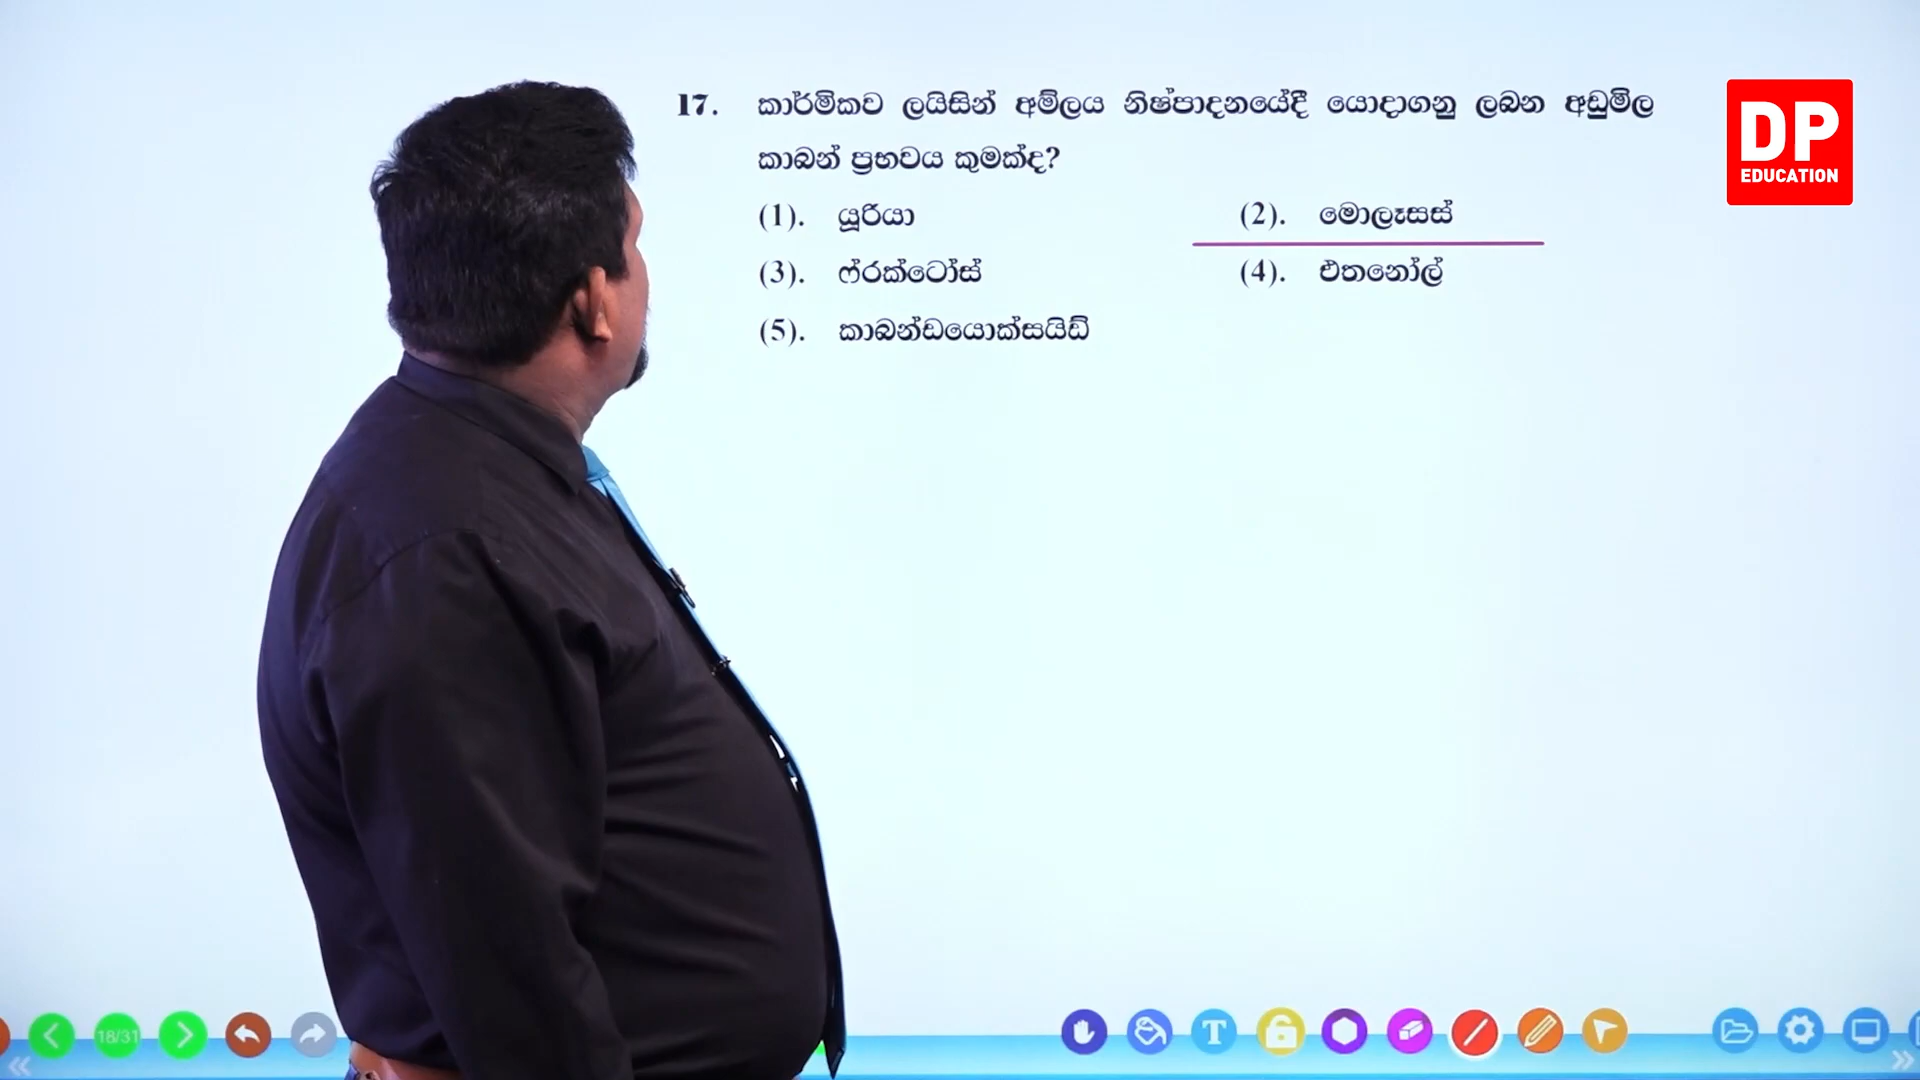 17. කාර්මිකව ලයිසින් අම්ලය නිෂ්පාදනයේදී යොදාගනු ලබන අඩුමිල
කාබන් ප්‍රභවය කුමක්ද?
(1). යූරියා (2). මොලෑසස්
(3). ෆ්රක්ටෝස් (4). එතනෝල්
(5). කාබන්ඩයොක්සයිඩ්
DP
EDUCATION
18/31
T